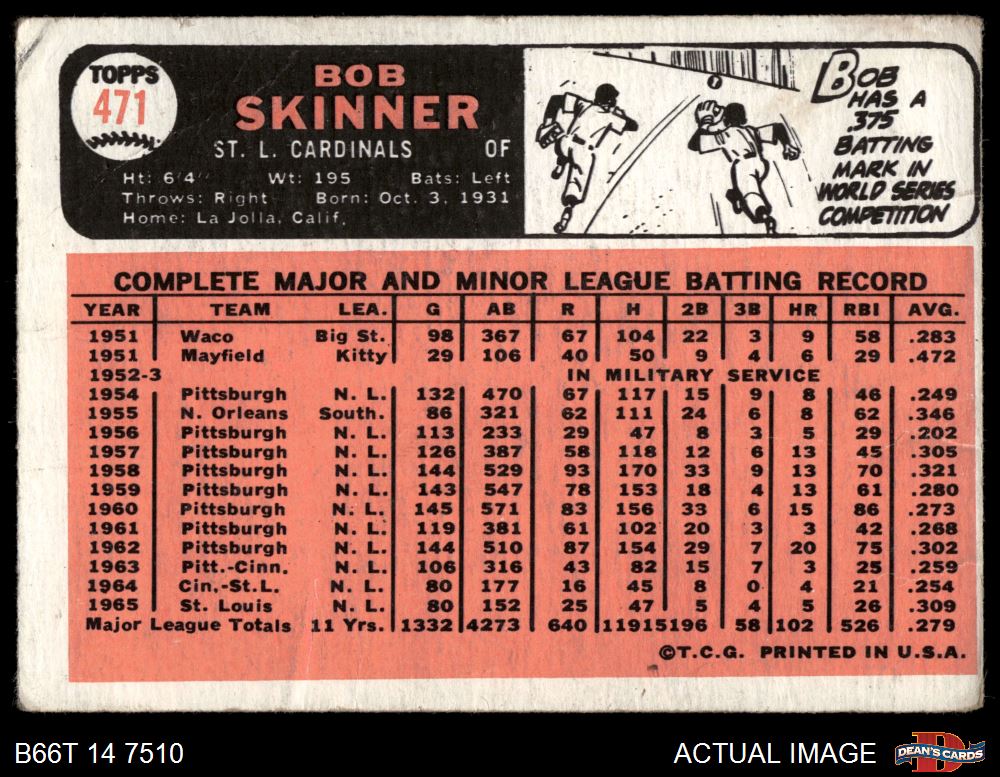 TOPPS
471
BOB
SKINNER
ST. L. CARDINALS OF
Ht: 6'4" Wt: 195 Bats: Left
Throws: Right Born: Oct. 3, 1931
Home: La Jolla, Calif.
BOB
HAS A
.375
BATTING
MARK IN
WORLD SERIES
COMPETITION
COMPLETE MAJOR AND MINOR LEAGUE BATTING RECORD
YEAR TEAM LEA. G AB R H 2B 3B HR RBI AVG.
1951 Waco Big St. 98 367 67 104 22 3 9 58 .283
1951 Mayfield Kitty 29 106 40 50 9 4 6 29 .472
1952-3 IN MILITARY SERVICE
1954 Pittsburgh N. L. 132 470 67 117 15 9 8 46 .249
1955 N. Orleans South. 86 321 62 111 24 6 8 62 .346
1956 Pittsburgh N. L. 113 233 29 47 8 3 5 29 .202
1957 Pittsburgh N. L. 126 387 58 118 12 6 13 45 .305
1958 Pittsburgh N. L. 144 529 93 170 33 9 13 70 .321
1959 Pittsburgh N. L. 143 547 78 153 18 4 13 61 .280
1960 Pittsburgh N. L. 145 571 83 156 33 6 15 86 .273
1961 Pittsburgh N. L. 119 381 61 102 20 3 3 42 .268
1962 Pittsburgh N. L. 144 510 87 154 29 7 20 75 .302
1963 Pitt.-Cinn. N. L. 106 316 43 82 15 7 3 25 .259
1964 Cin.-St.L. N. L. 80 177 16 45 8 0 4 21 .254
1965 St. Louis N. L. 80 152 25 47 5 4 5 26 .309
Major League Totals 11 Yrs. 1332 4273 640 1191 5196 58 102 526 .279
©T.C.G. PRINTED IN U.S.A.
B66T 14 7510 ACTUAL IMAGE DEAN'S CARDS